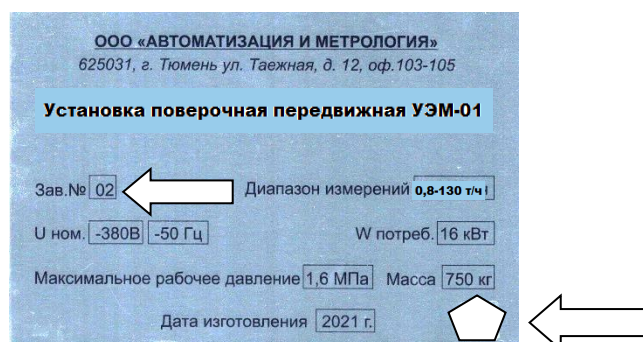 ООО «АВТОМАТИЗАЦИЯ И МЕТРОЛОГИЯ»
625031, г. Тюмень ул. Таежная, д. 12, оф.103-105
Установка поверочная передвижная УЭМ-01
Зав.№ 02 Диапазон измерений 0,8-130 т/ч
U ном. -380В -50 Гц W потреб. 16 кВт
Максимальное рабочее давление 1,6 МПа Масса 750 кг
Дата изготовления 2021 г.